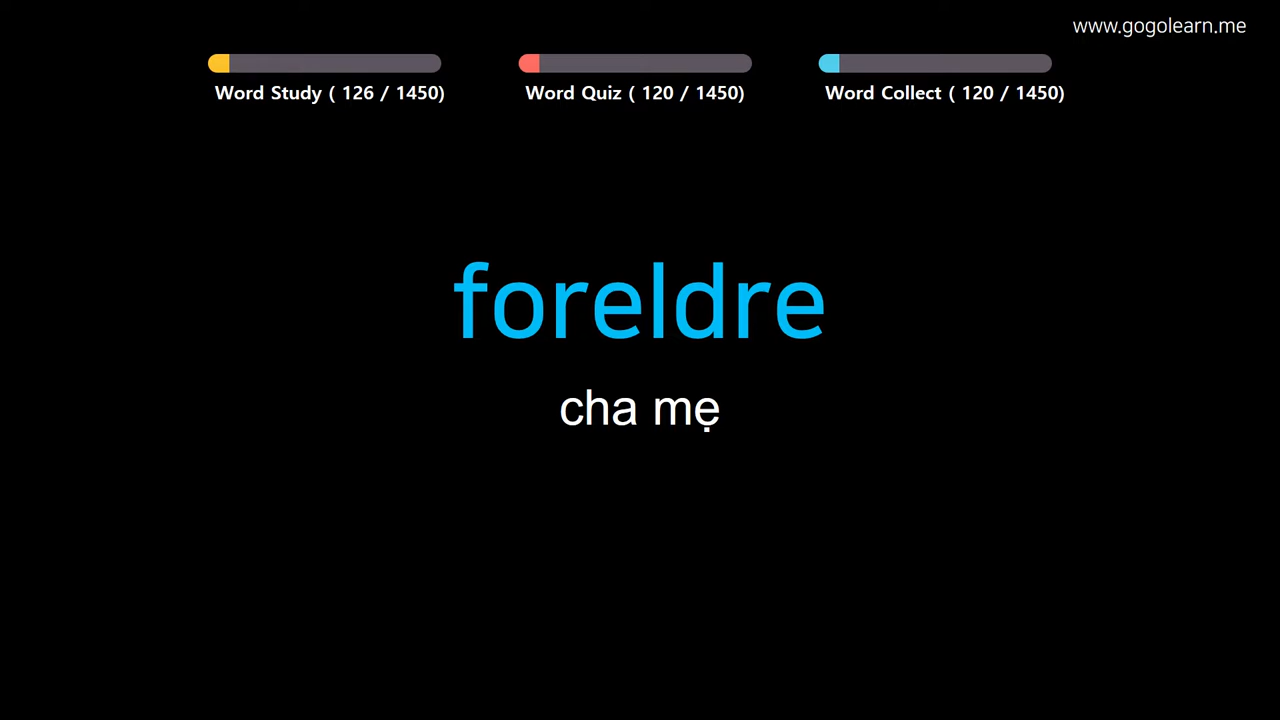 www.gogolearn.me
Word Study ( 126 / 1450)
Word Quiz ( 120 / 1450)
Word Collect ( 120 / 1450)
foreldre
cha mẹ